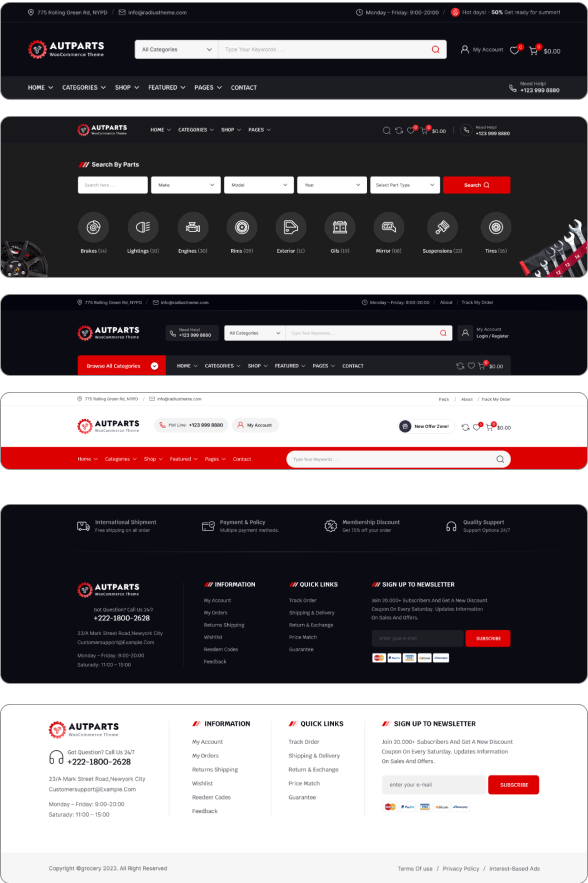 775 Rolling Green Rd, NYPD / info@radiustheme.com
Monday - Friday: 9:00-20:00 / Hot days! - 50% Get ready for summer!
AUTPARTS
WooCommerce Theme
All Categories
Type Your Keywords . . .
My Account
0
0
$0.00
HOME CATEGORIES SHOP FEATURED PAGES CONTACT
Need Help!
+123 999 8880
AUTPARTS
WooCommerce Theme
HOME CATEGORIES SHOP PAGES
$0.00
Need Help!
+123 999 8880
/// Search By Parts
Search here . . .
Make
Model
Year
Select Part Type
Search
Brakes (14) Lightings (10) Engines (30) Rims (09) Exterior (11) Oils (19) Mirror (08) Suspensions (22) Tires (16)
775 Rolling Green Rd, NYPD / info@radiustheme.com
Monday - Friday: 8:00-20:00 / About / Track My Order
AUTPARTS
WooCommerce Theme
Need Help!
+123 999 8880
All Categories
Type Your Keywords . . .
My Account
Login / Register
Browse All Categories
HOME CATEGORIES SHOP FEATURED PAGES CONTACT
$0.00
775 Rolling Green Rd, NYPD / info@radiustheme.com
Faqs / About / Track My Order
AUTPARTS
WooCommerce Theme
Hot Line: +123 999 8880
My Account
New Offer Zone!
$0.00
Home Categories Shop Featured Pages Contact
Type Your Keywords . . .
International Shipment
Free shipping on all order
Payment & Policy
Multiple payment methods.
Membership Discount
Get 10% off your order
Quality Support
Support Options 24/7
AUTPARTS
WooCommerce Theme
Got Question? Call Us 24/7
+222-1800-2628
23/A Mark Street Road,Newyork City
Customersupport@Example.Com
Monday - Friday: 9:00-20:00
Saturady: 11:00 - 15:00
/// INFORMATION
My Account
My Orders
Returns Shipping
Wishlist
Reedem Codes
Feedback
/// QUICK LINKS
Track Order
Shipping & Delivery
Return & Exchange
Price Match
Guarantee
/// SIGN UP TO NEWSLETTER
Join 20.000+ Subscribers And Get A New Discount
Coupon On Every Saturday. Updates Information
On Sales And Offers.
enter your e-mail
SUBSCRIBE
AUTPARTS
WooCommerce Theme
Got Question? Call Us 24/7
+222-1800-2628
23/A Mark Street Road,Newyork City
Customersupport@Example.Com
Monday - Friday: 9:00-20:00
Saturady: 11:00 - 15:00
/// INFORMATION
My Account
My Orders
Returns Shipping
Wishlist
Reedem Codes
Feedback
/// QUICK LINKS
Track Order
Shipping & Delivery
Return & Exchange
Price Match
Guarantee
/// SIGN UP TO NEWSLETTER
Join 20.000+ Subscribers And Get A New Discount
Coupon On Every Saturday. Updates Information
On Sales And Offers.
enter your e-mail
SUBSCRIBE
Copyright @grocery 2023. All Right Reserved
Terms Of use / Privacy Policy / Interest-Based Ads